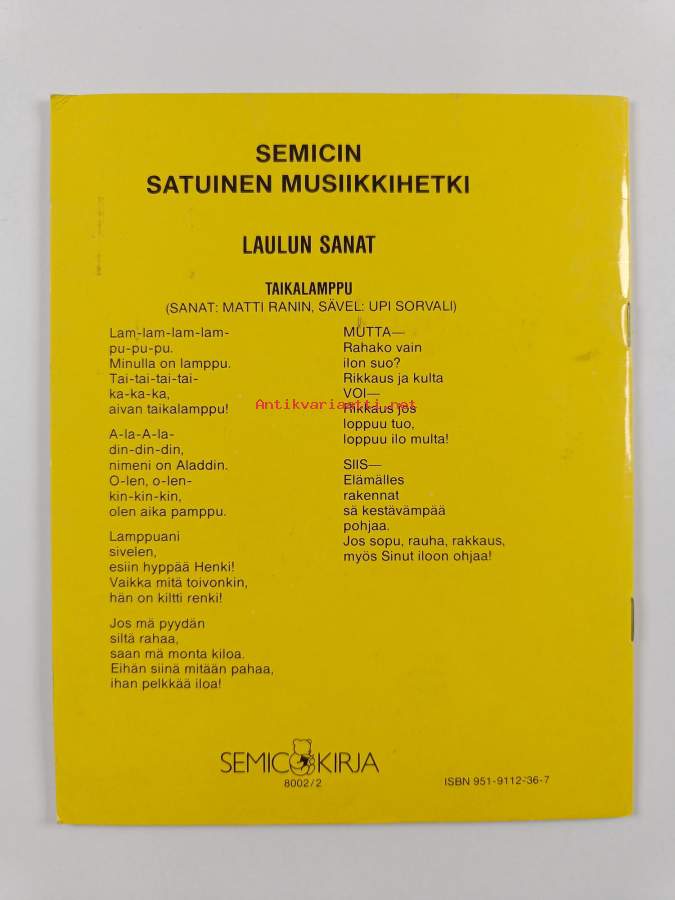 SEMICIN
SATUINEN MUSIIKKIHETKI
LAULUN SANAT
TAIKALAMPPU
(SANAT: MATTI RANIN, SÄVEL: UPI SORVALI)
Lam-lam-lam-lam-
pu-pu-pu.
Minulla on lamppu.
Tai-tai-tai-tai-
ka-ka-ka,
aivan taikalamppu!
A-la-A-la-
din-din-din,
nimeni on Aladdin.
O-len, o-len-
kin-kin-kin,
olen aika pamppu.
Lamppuani
sivelen,
esiin hyppää Henki!
Vaikka mitä toivonkin,
hän on kiltti renki!
Jos mä pyydän
siltä rahaa,
saan mä monta kiloa.
Eihän siinä mitään pahaa,
ihan pelkkää iloa!
MUTTA—
Rahako vain
ilon suo?
Rikkaus ja kulta
VOI—
Rikkaus jos
loppuu tuo,
loppuu ilo multa!
SIIS—
Elämälles
rakennat
sä kestävämpää
pohjaa.
Jos sopu, rauha, rakkaus,
myös Sinut iloon ohjaa!
Antikvariaatti.net
SEMIC KIRJA
8002/2
ISBN 951-9112-36-7